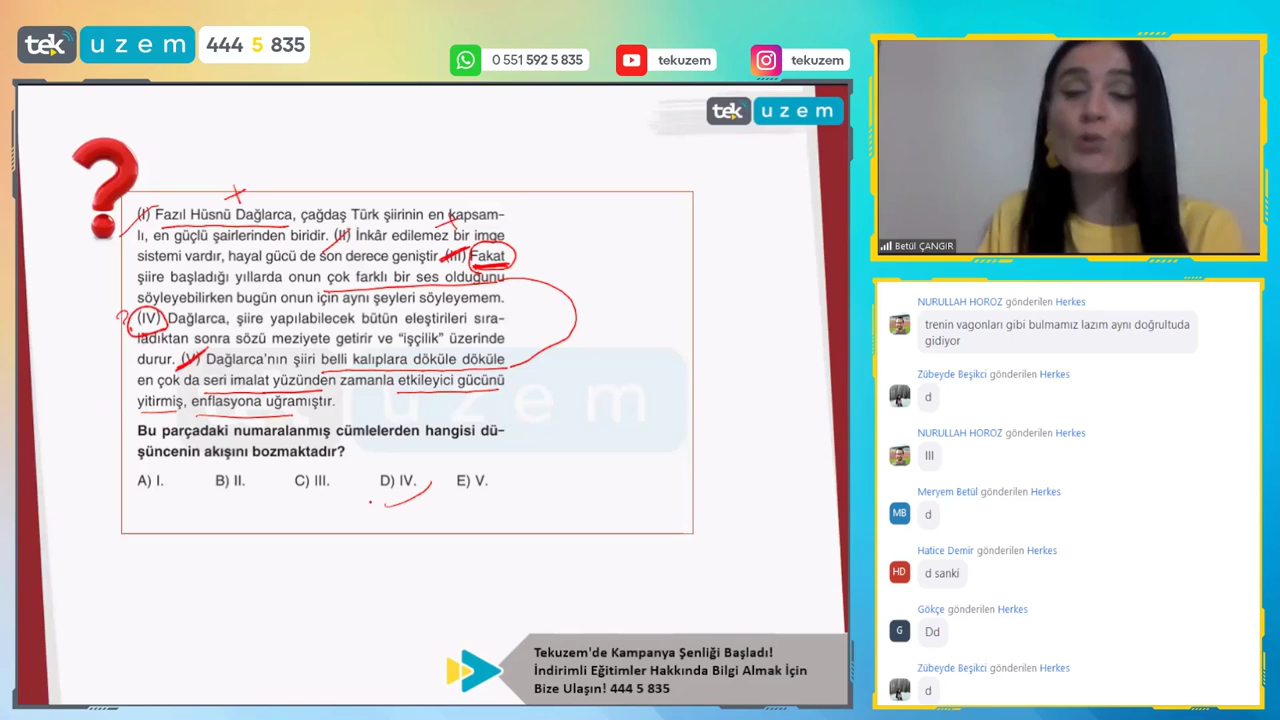 tek uzem 444 5 835
0 551 592 5 835
tekuzem
tekuzem
tek uzem
(I) Fazıl Hüsnü Dağlarca, çağdaş Türk şiirinin en kapsam-
lı, en güçlü şairlerinden biridir. (II) İnkâr edilemez bir imge
sistemi vardır, hayal gücü de son derece geniştir. (III) Fakat
şiire başladığı yıllarda onun çok farklı bir ses olduğunu
söyleyebilirken bugün onun için aynı şeyleri söyleyemem.
(IV) Dağlarca, şiire yapılabilecek bütün eleştirileri sıra-
ladıktan sonra sözü meziyete getirir ve “işçilik” üzerinde
durur. (V) Dağlarca’nın şiiri belli kalıplara döküle döküle
en çok da seri imalat yüzünden zamanla etkileyici gücünü
yitirmiş, enflasyona uğramıştır.
Bu parçadaki numaralanmış cümlelerden hangisi dü-
şüncenin akışını bozmaktadır?
A) I. B) II. C) III. D) IV. E) V.
tek uzem
Tekuzem'de Kampanya Şenliği Başladı!
İndirimli Eğitimler Hakkında Bilgi Almak İçin
Bize Ulaşın! 444 5 835
Betül ÇANGIR
NURULLAH HOROZ gönderilen Herkes
trenin vagonları gibi bulmamız lazım aynı doğrultuda
gidiyor
Zübeyde Beşikci gönderilen Herkes
d
NURULLAH HOROZ gönderilen Herkes
III
Meryem Betül gönderilen Herkes
MB
d
Hatice Demir gönderilen Herkes
HD
d sanki
Gökçe gönderilen Herkes
G
Dd
Zübeyde Beşikci gönderilen Herkes
d